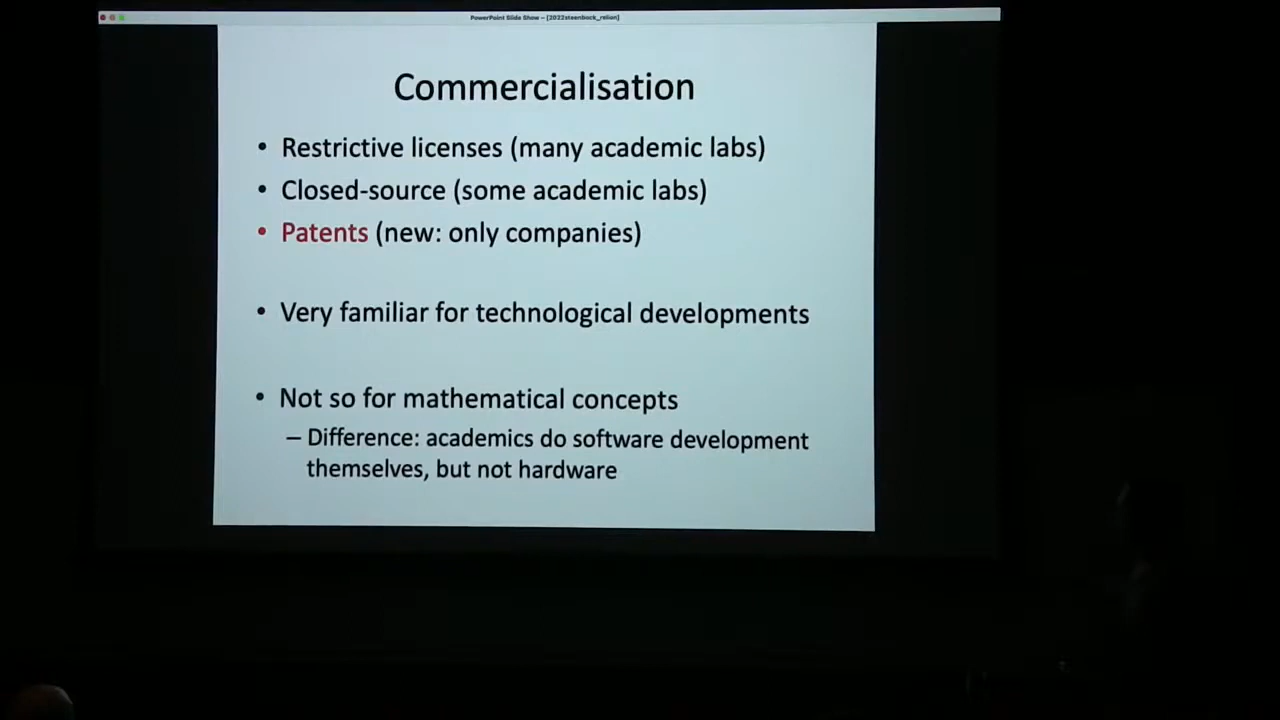 PowerPoint Slide Show – [2022steenbock_relion]
Commercialisation
• Restrictive licenses (many academic labs)
• Closed-source (some academic labs)
• Patents (new: only companies)
• Very familiar for technological developments
• Not so for mathematical concepts
– Difference: academics do software development
themselves, but not hardware